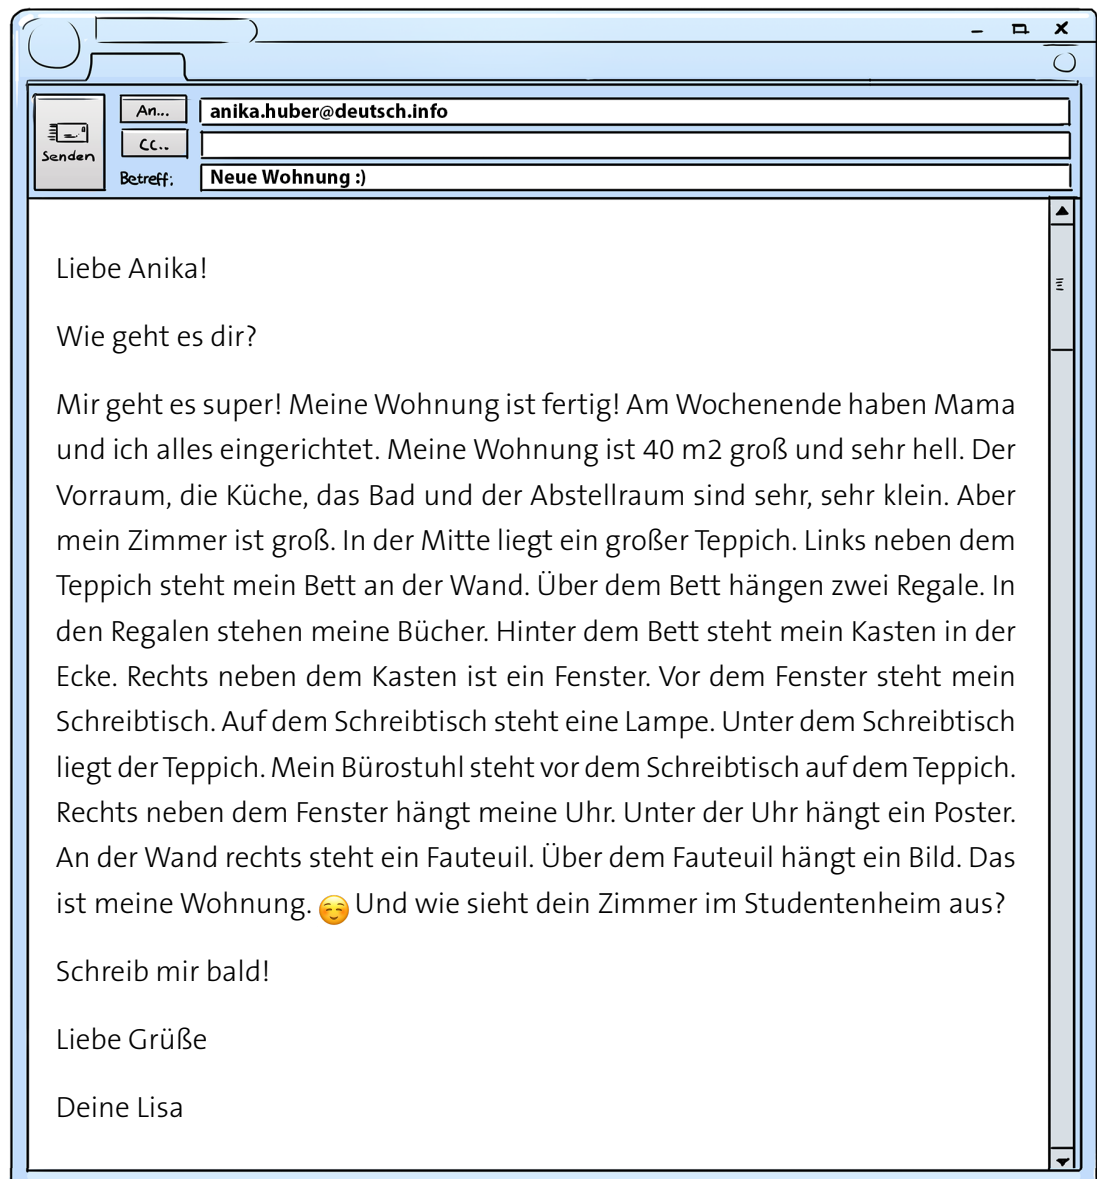 An...
anika.huber@deutsch.info
Senden
CC..
Betreff:
Neue Wohnung :)
Liebe Anika!
Wie geht es dir?
Mir geht es super! Meine Wohnung ist fertig! Am Wochenende haben Mama
und ich alles eingerichtet. Meine Wohnung ist 40 m2 groß und sehr hell. Der
Vorraum, die Küche, das Bad und der Abstellraum sind sehr, sehr klein. Aber
mein Zimmer ist groß. In der Mitte liegt ein großer Teppich. Links neben dem
Teppich steht mein Bett an der Wand. Über dem Bett hängen zwei Regale. In
den Regalen stehen meine Bücher. Hinter dem Bett steht mein Kasten in der
Ecke. Rechts neben dem Kasten ist ein Fenster. Vor dem Fenster steht mein
Schreibtisch. Auf dem Schreibtisch steht eine Lampe. Unter dem Schreibtisch
liegt der Teppich. Mein Bürostuhl steht vor dem Schreibtisch auf dem Teppich.
Rechts neben dem Fenster hängt meine Uhr. Unter der Uhr hängt ein Poster.
An der Wand rechts steht ein Fauteuil. Über dem Fauteuil hängt ein Bild. Das
ist meine Wohnung. ☺️ Und wie sieht dein Zimmer im Studentenheim aus?
Schreib mir bald!
Liebe Grüße
Deine Lisa